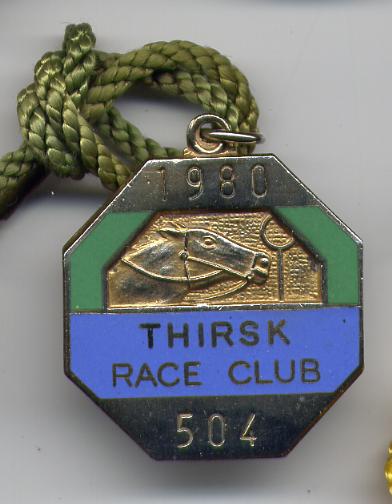 1980
THIRSK
RACE CLUB
504